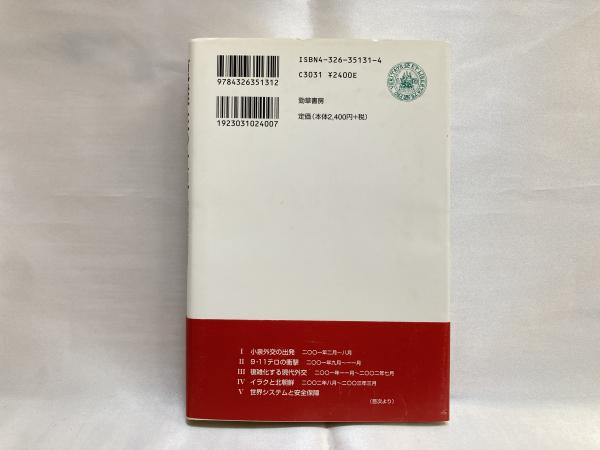 ISBN4-326-35131-4
C3031 ¥2400E
9784326351312
勁草書房
定価(本体2,400円+税)
1923031024007
I 小泉外交の出発 二〇〇一年二月-八月
II 9・11テロの衝撃 二〇〇一年九月-一一月
III 複雑化する現代外交 二〇〇一年一一月~二〇〇二年七月
IV イラクと北朝鮮 二〇〇二年八月~二〇〇三年三月
V 世界システムと安全保障
(目次より)